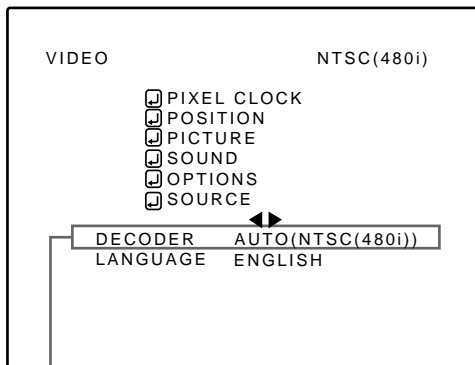 VIDEO NTSC(480i)
PIXEL CLOCK
POSITION
PICTURE
SOUND
OPTIONS
SOURCE
DECODER AUTO(NTSC(480i))
LANGUAGE ENGLISH